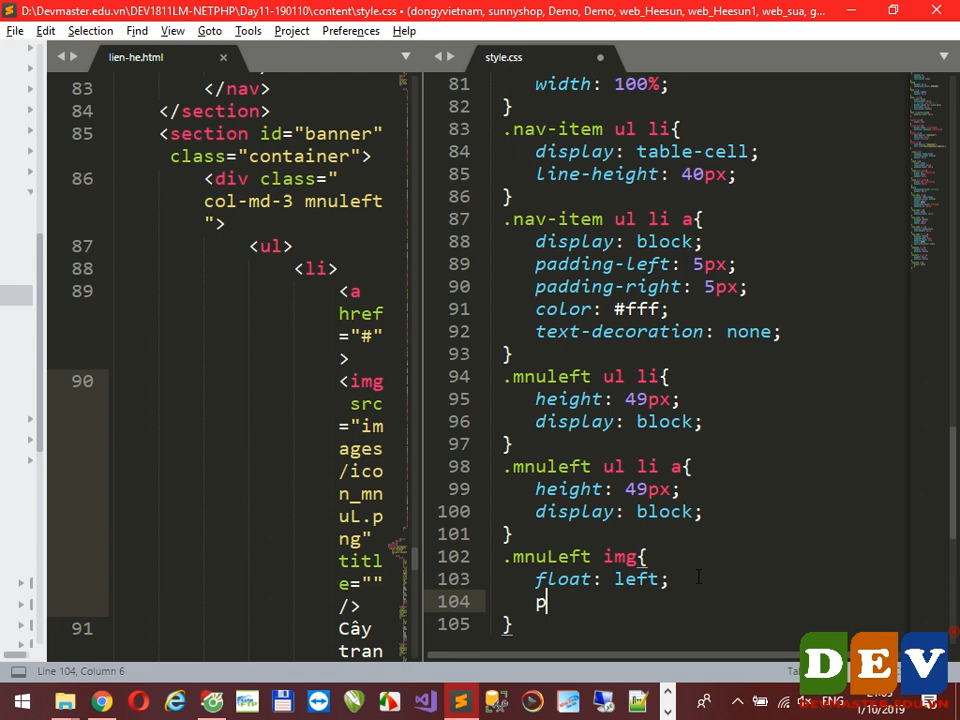 D:\Devmaster.edu.vn\DEV1811LM-NETPHP\Day11-190110\content\style.css • (dongyvietnam, sunnyshop, Demo, Demo, web_Heesun, web_Heesun1, web_sua, g...
File Edit Selection Find View Goto Tools Project Preferences Help
lien-he.html
83 </nav>
84 </section>
85 <section id="banner"
class="container">
86 <div class="
col-md-3 mnuleft
">
87 <ul>
88 <li>
89 <a
href
="#"
>
90 <img
src
="im
ages
/ico
n_mn
uL.p
ng"
titl
e=""
/>
91 Cây
tran
style.css
81 width: 100%;
82 }
83 .nav-item ul li{
84 display: table-cell;
85 line-height: 40px;
86 }
87 .nav-item ul li a{
88 display: block;
89 padding-left: 5px;
90 padding-right: 5px;
91 color: #fff;
92 text-decoration: none;
93 }
94 .mnuleft ul li{
95 height: 49px;
96 display: block;
97 }
98 .mnuleft ul li a{
99 height: 49px;
100 display: block;
101 }
102 .mnuLeft img{
103 float: left;
104 p
105 }
Line 104, Column 6
DEV
ENG
1/10/2019